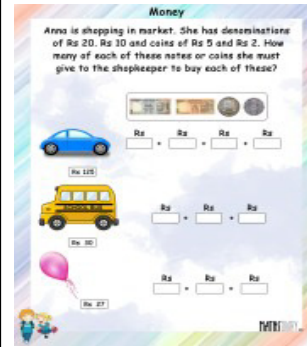 Money
Anna is shopping in market. She has denominations
of Rs 20. Rs 10 and coins of Rs 5 and Rs 2. How
many of each of these notes or coins she must
give to the shopkeeper to buy each of these?
Rs Rs Rs Rs
+ + +
Rs 125
SCHOOL BUS
Rs Rs Rs
+ +
Rs 30
Rs Rs Rs
+ +
Rs 27